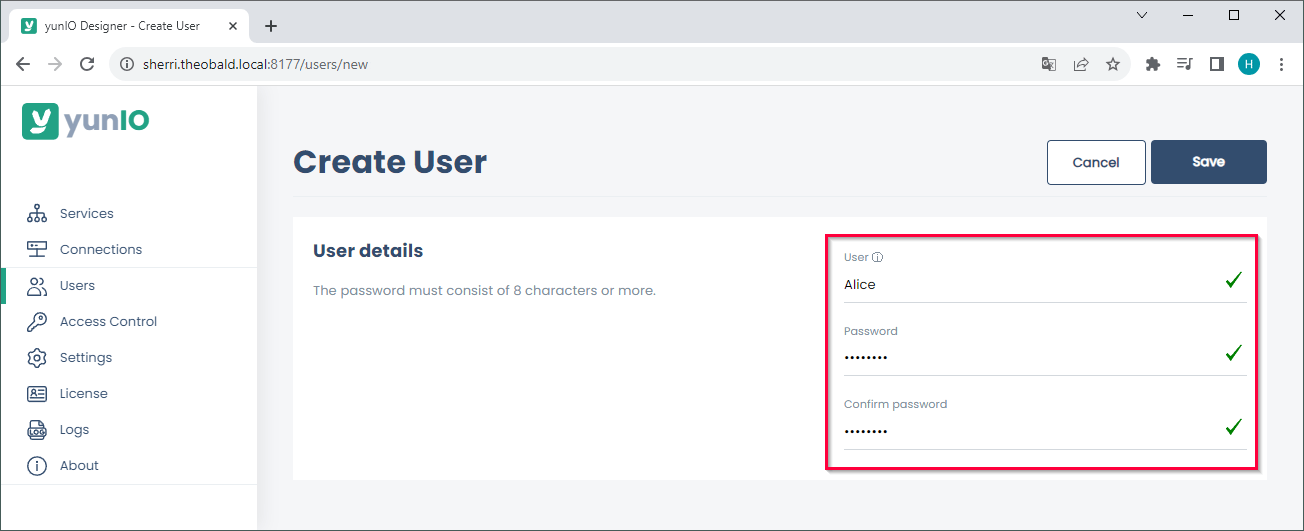 yunIO Designer - Create User
sherri.theobald.local:8177/users/new
H
yunIO
Create User
Cancel
Save
Services
Connections
Users
Access Control
Settings
License
LOG
Logs
About
User details
The password must consist of 8 characters or more.
User
Alice
Password
••••••••
Confirm password
••••••••